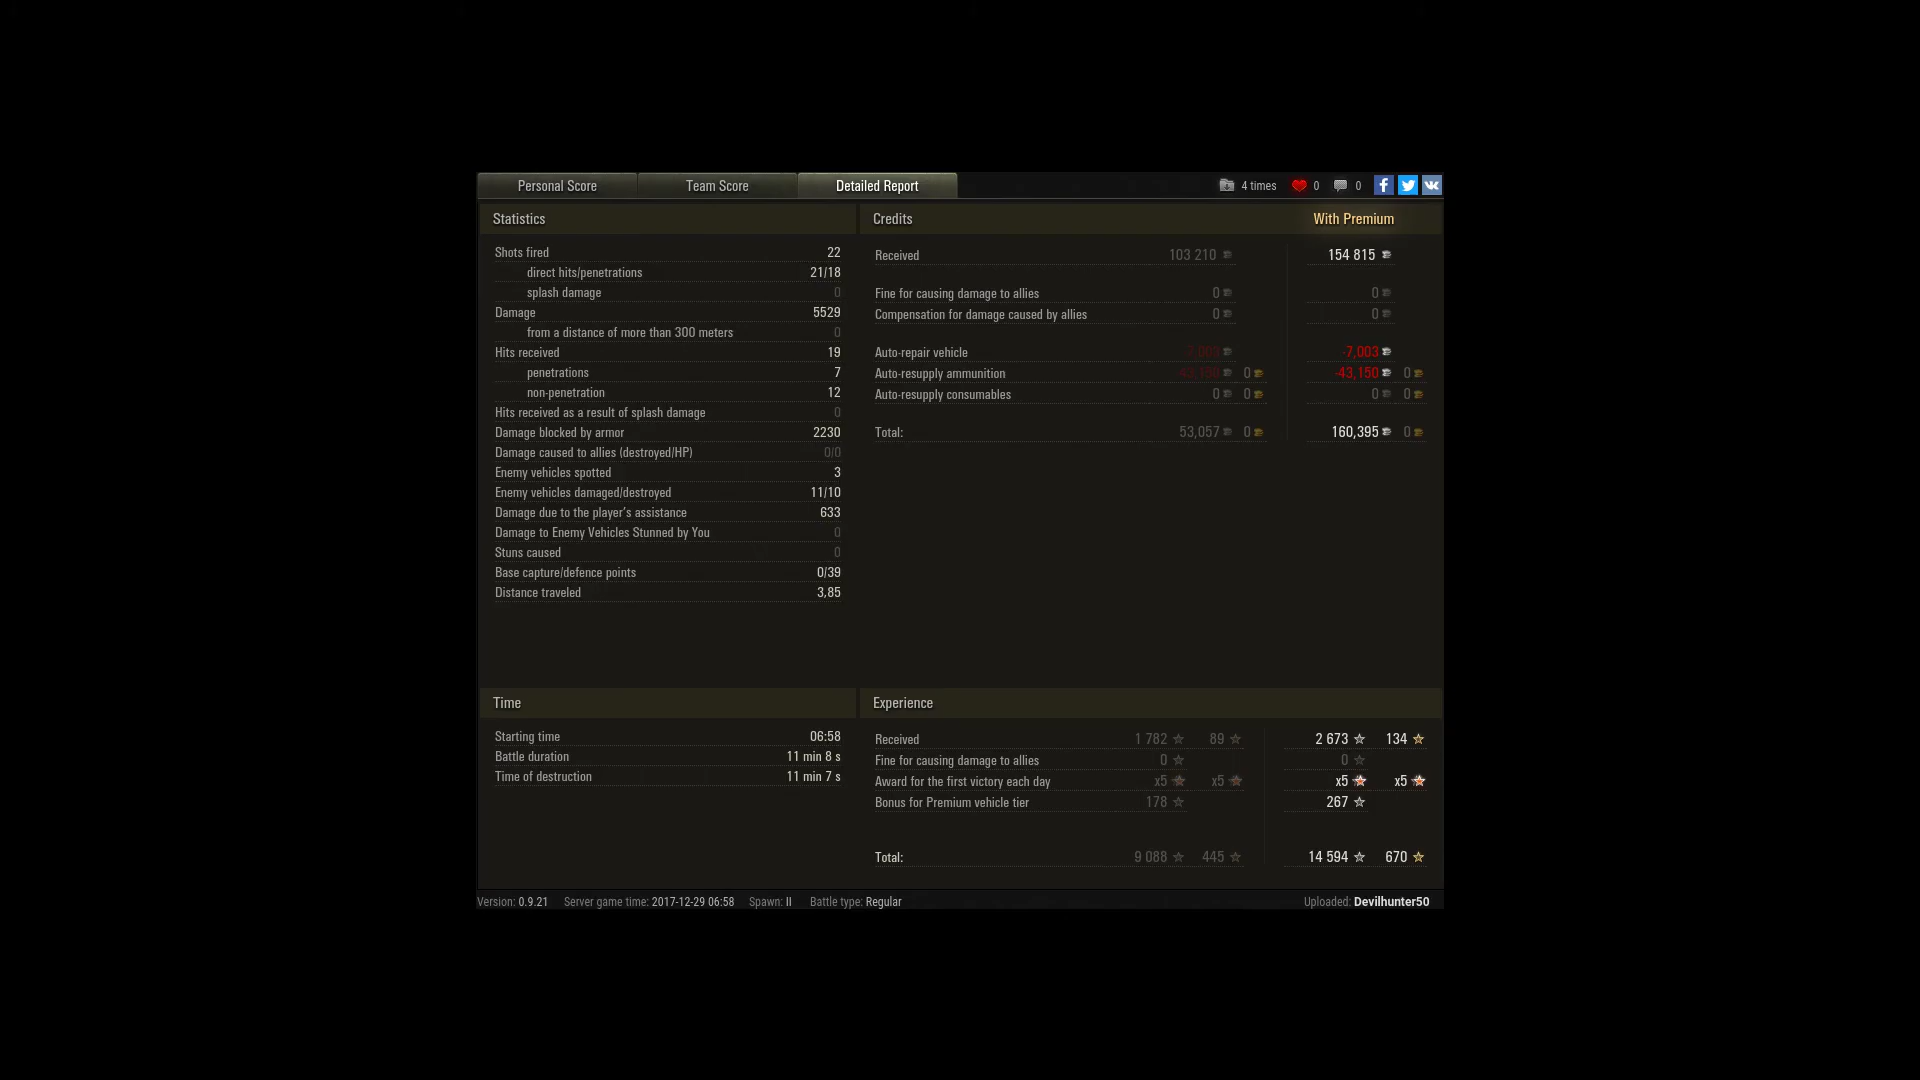 Personal Score Team Score Detailed Report 4 times 0 0
Statistics
Shots fired 22
direct hits/penetrations 21/18
splash damage 0
Damage 5529
from a distance of more than 300 meters 0
Hits received 19
penetrations 7
non-penetration 12
Hits received as a result of splash damage 0
Damage blocked by armor 2230
Damage caused to allies (destroyed/HP) 0/0
Enemy vehicles spotted 3
Enemy vehicles damaged/destroyed 11/10
Damage due to the player's assistance 633
Damage to Enemy Vehicles Stunned by You 0
Stuns caused 0
Base capture/defence points 0/39
Distance traveled 3,85
Credits With Premium
Received 103 210 154 815
Fine for causing damage to allies 0 0
Compensation for damage caused by allies 0 0
Auto-repair vehicle -7,003 -7,003
Auto-resupply ammunition -43,150 0 -43,150 0
Auto-resupply consumables 0 0 0 0
Total: 53,057 0 160,395 0
Time
Starting time 06:58
Battle duration 11 min 8 s
Time of destruction 11 min 7 s
Experience
Received 1 782 89 2 673 134
Fine for causing damage to allies 0 0
Award for the first victory each day x5 x5 x5 x5
Bonus for Premium vehicle tier 178 267
Total: 9 088 445 14 594 670
Version: 0.9.21 Server game time: 2017-12-29 06:58 Spawn: II Battle type: Regular Uploaded: Devilhunter50